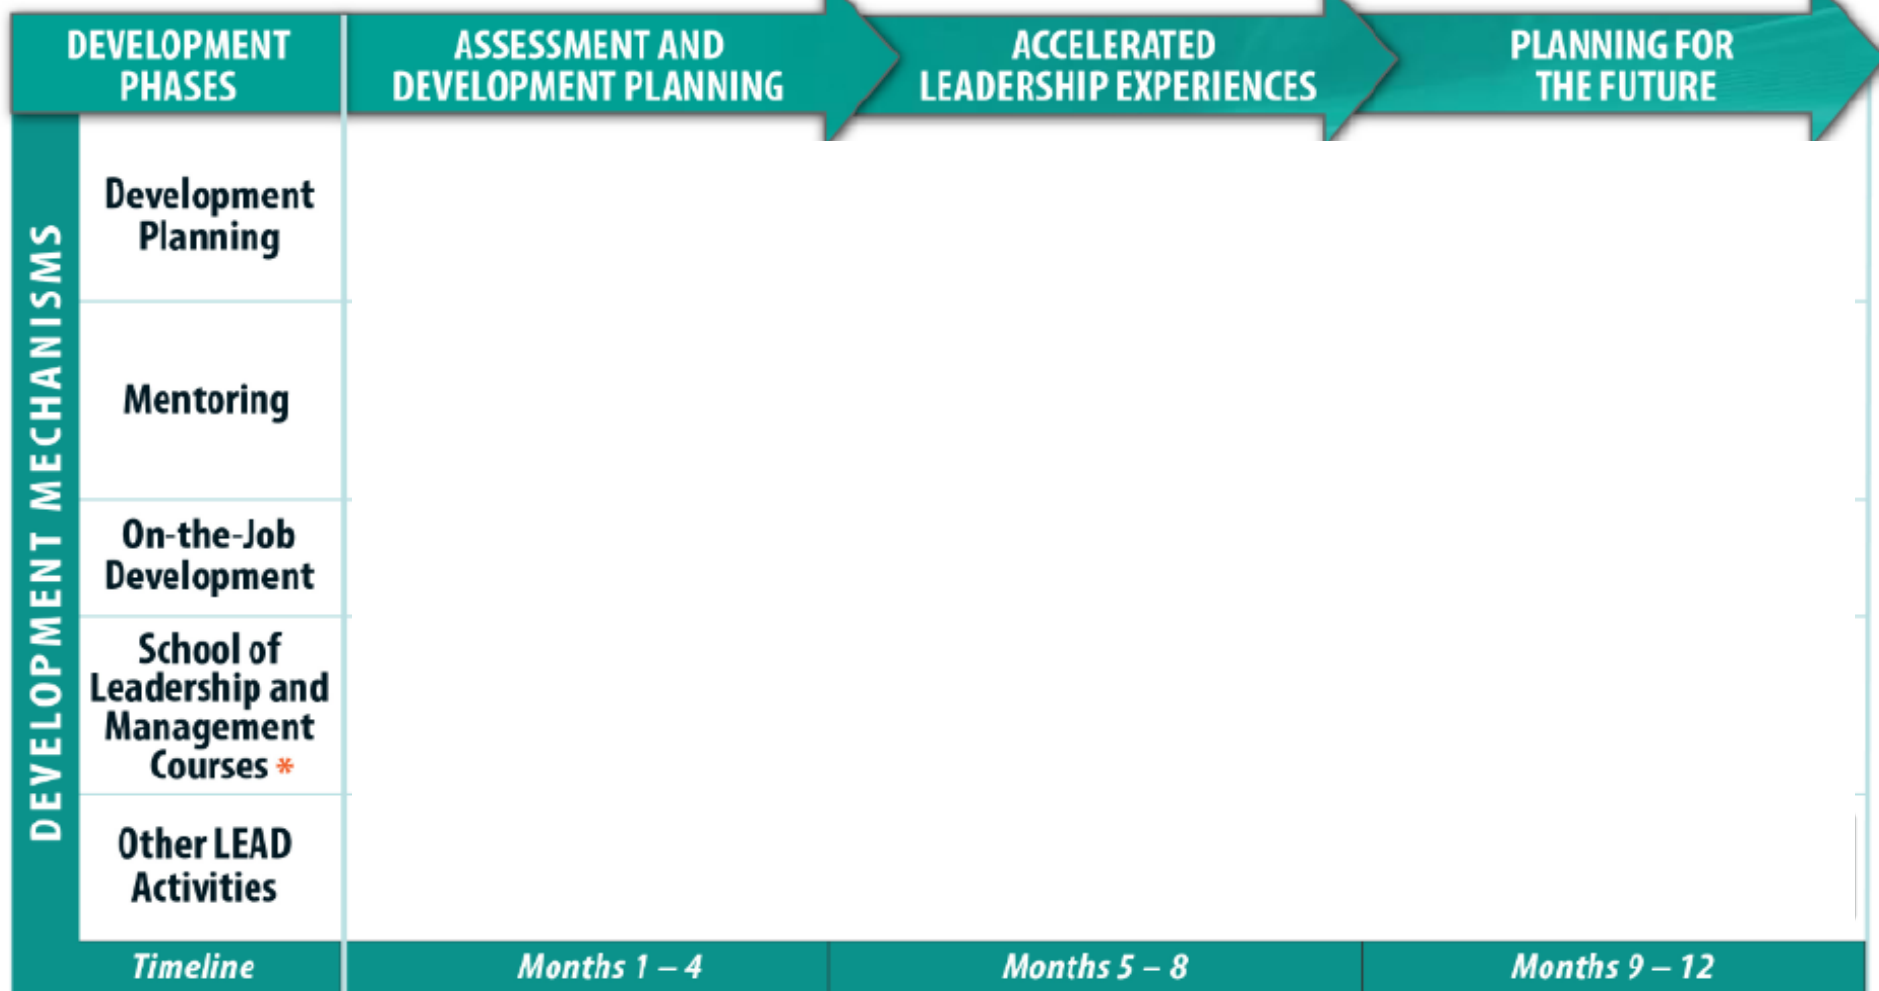 DEVELOPMENT
PHASES
ASSESSMENT AND
DEVELOPMENT PLANNING
ACCELERATED
LEADERSHIP EXPERIENCES
PLANNING FOR
THE FUTURE
DEVELOPMENT MECHANISMS
Development
Planning
Mentoring
On-the-Job
Development
School of
Leadership and
Management
Courses *
Other LEAD
Activities
Timeline
Months 1 – 4
Months 5 – 8
Months 9 – 12